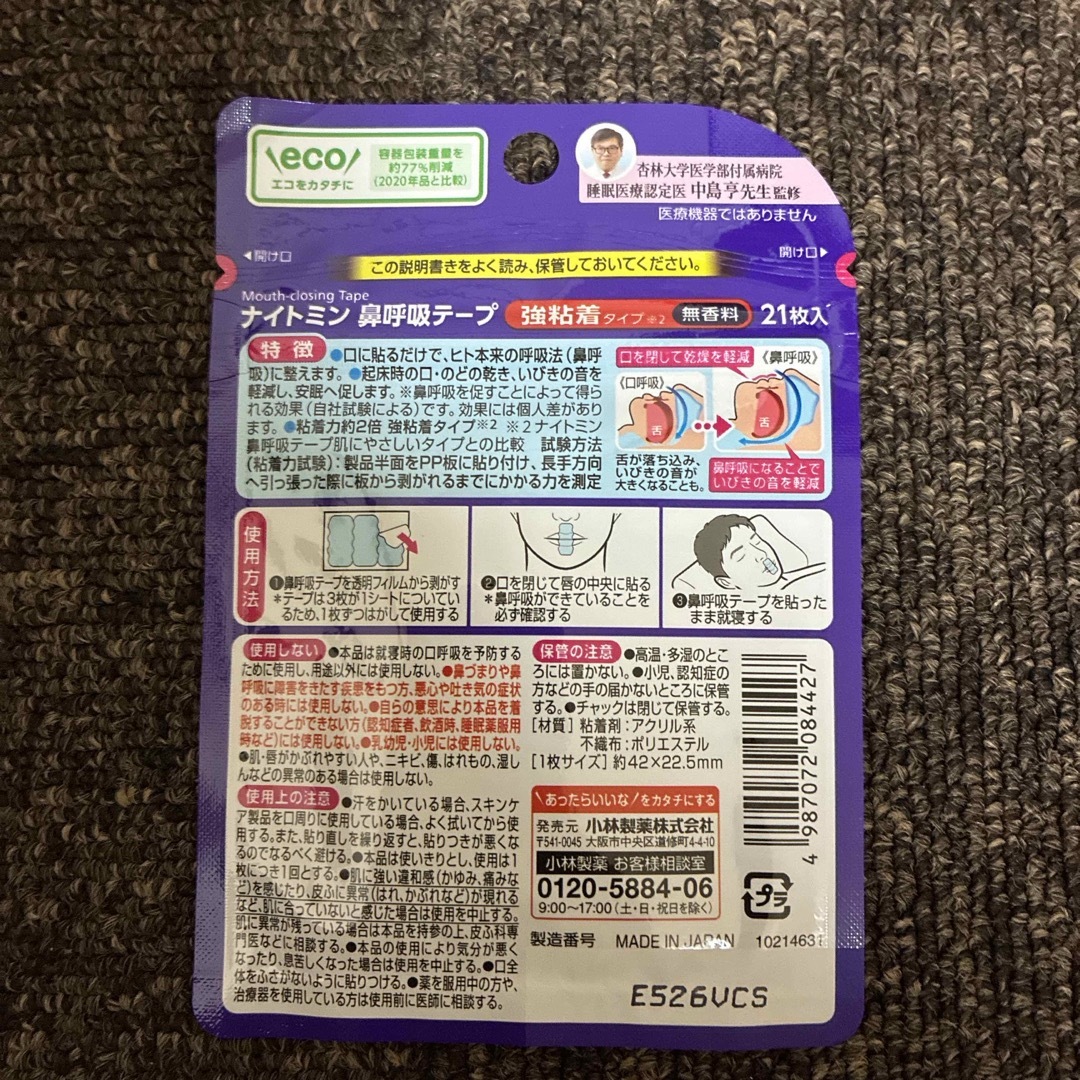 eco
エコをカタチに
容器包装重量を
約77%削減
(2020年品と比較)
杏林大学医学部付属病院
睡眠医療認定医 中島亨先生監修
医療機器ではありません
◀開け口
開け口▶
この説明書きをよく読み、保管しておいてください。
Mouth-closing Tape
ナイトミン 鼻呼吸テープ 強粘着タイプ※2 無香料 21枚入
特徴 ●口に貼るだけで、ヒト本来の呼吸法(鼻呼
吸)に整えます。●起床時の口・のどの乾き、いびきの音を
軽減し、安眠へ促します。※鼻呼吸を促すことによって得ら
れる効果(自社試験による)です。効果には個人差があり
ます。●粘着力約2倍 強粘着タイプ※2 ※2ナイトミン
鼻呼吸テープ肌にやさしいタイプとの比較 試験方法
(粘着力試験):製品半面をPP板に貼り付け、長手方向
へ引っ張った際に板から剥がれるまでにかかる力を測定
口を閉じて乾燥を軽減
《鼻呼吸》
《口呼吸》
舌
舌
舌が落ち込み、
いびきの音が
大きくなることも。
鼻呼吸になることで
いびきの音を軽減
使用方法
❶鼻呼吸テープを透明フィルムから剥がす
*テープは3枚が1シートについてい
るため、1枚ずつはがして使用する
❷口を閉じて唇の中央に貼る
*鼻呼吸ができていることを
必ず確認する
❸鼻呼吸テープを貼った
まま就寝する
使用しない ●本品は就寝時の口呼吸を予防する
ために使用し、用途以外には使用しない。●鼻づまりや鼻
呼吸に障害をきたす疾患をもつ方、悪心や吐き気の症状
のある時には使用しない。●自らの意思により本品を着
脱することができない方(認知症者、飲酒時、睡眠薬服用
時など)には使用しない。●乳幼児・小児には使用しない。
●肌・唇がかぶれやすい人や、ニキビ、傷、はれもの、湿し
んなどの異常のある場合は使用しない。
使用上の注意 ●汗をかいている場合、スキンケ
ア製品を口周りに使用している場合、よく拭いてから使
用する。また、貼り直しを繰り返すと、貼りつきが悪くな
るのでなるべく避ける。●本品は使いきりとし、使用は1
枚につき1回とする。●肌に強い違和感(かゆみ、痛みな
ど)を感じたり、皮ふに異常(はれ、かぶれなど)が現れる
など、肌に合っていないと感じた場合は使用を中止する。
肌に異常が残っている場合は本品を持参の上、皮ふ科専
門医などに相談する。●本品の使用により気分が悪く
なったり、息苦しくなった場合は使用を中止する。●口全
体をふさがないように貼りつける。●薬を服用中の方や、
治療器を使用している方は使用前に医師に相談する。
保管の注意 ●高温・多湿のとこ
ろには置かない。●小児、認知症の
方などの手の届かないところに保管
する。●チャックは閉じて保管する。
[材質] 粘着剤:アクリル系
不織布:ポリエステル
[1枚サイズ] 約42×22.5mm
\あったらいいな/をカタチにする
発売元 小林製薬株式会社
〒541-0045 大阪市中央区道修町4-4-10
小林製薬 お客様相談室
0120-5884-06
9:00~17:00(土・日・祝日を除く)
4 987072 084427
プラ
製造番号 MADE IN JAPAN 10214631
E526VCS